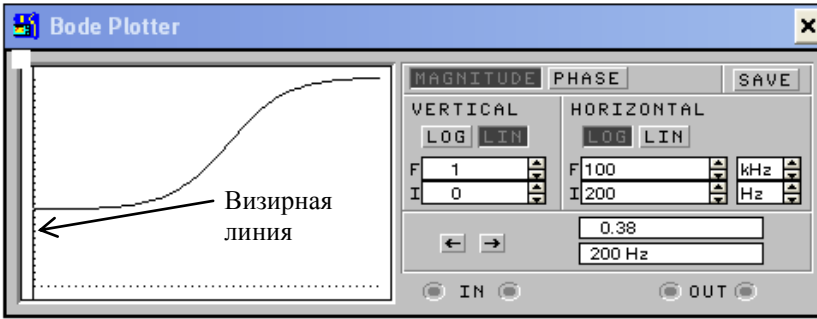 Bode Plotter
MAGNITUDE PHASE SAVE
VERTICAL HORIZONTAL
LOG LIN LOG LIN
F 1 F 100 kHz
I 0 I 200 Hz
Визирная
линия
0.38
← →
200 Hz
IN OUT